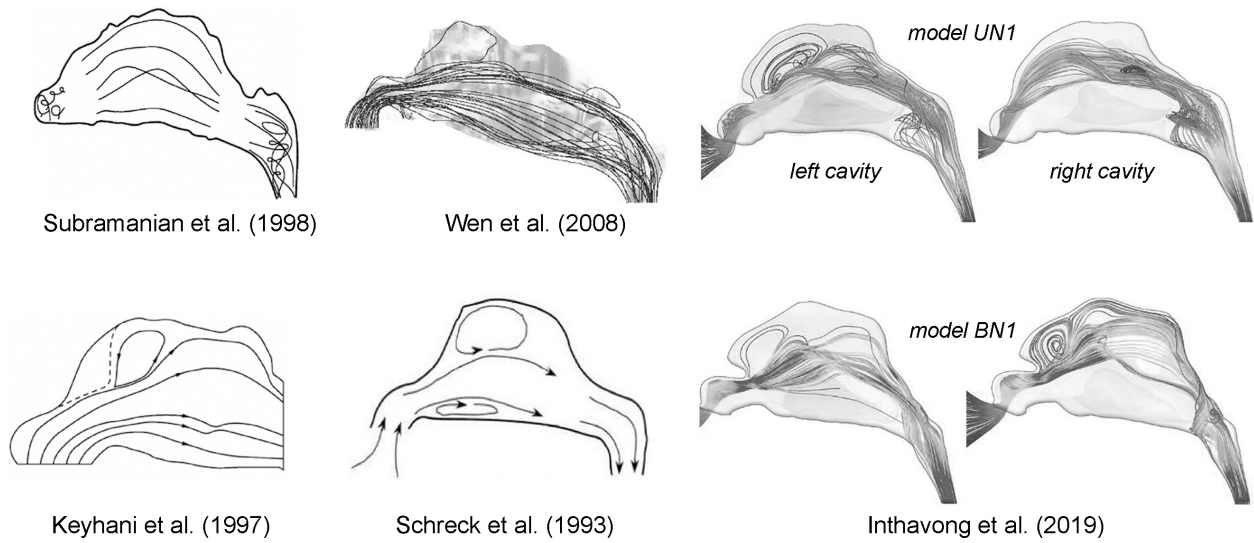 model UN1
left cavity
right cavity
Subramanian et al. (1998)
Wen et al. (2008)
model BN1
Keyhani et al. (1997)
Schreck et al. (1993)
Inthavong et al. (2019)